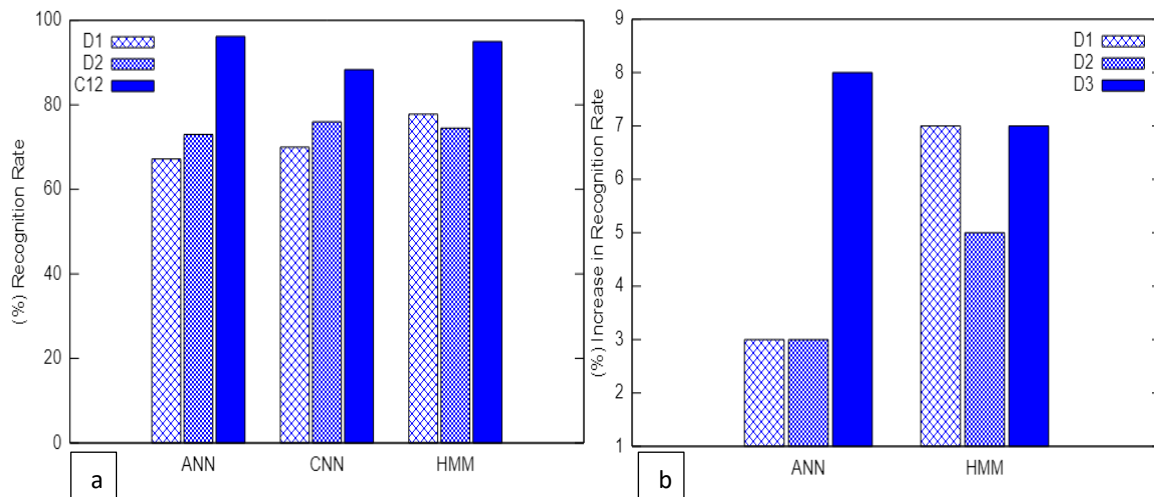 100
80
60
40
20
0
(%) Recognition Rate
D1
D2
C12
ANN CNN HMM
a
9
8
7
6
5
4
3
2
1
(%) Increase in Recognition Rate
D1
D2
D3
ANN HMM
b